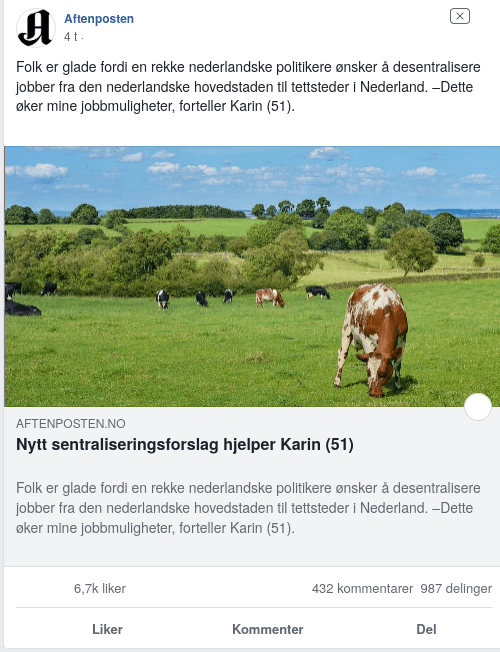 Aftenposten
4 t ·
Folk er glade fordi en rekke nederlandske politikere ønsker å desentralisere
jobber fra den nederlandske hovedstaden til tettsteder i Nederland. –Dette
øker mine jobbmuligheter, forteller Karin (51).
AFTENPOSTEN.NO
Nytt sentraliseringsforslag hjelper Karin (51)
Folk er glade fordi en rekke nederlandske politikere ønsker å desentralisere
jobber fra den nederlandske hovedstaden til tettsteder i Nederland. –Dette
øker mine jobbmuligheter, forteller Karin (51).
6,7k liker 432 kommentarer 987 delinger
Liker Kommenter Del